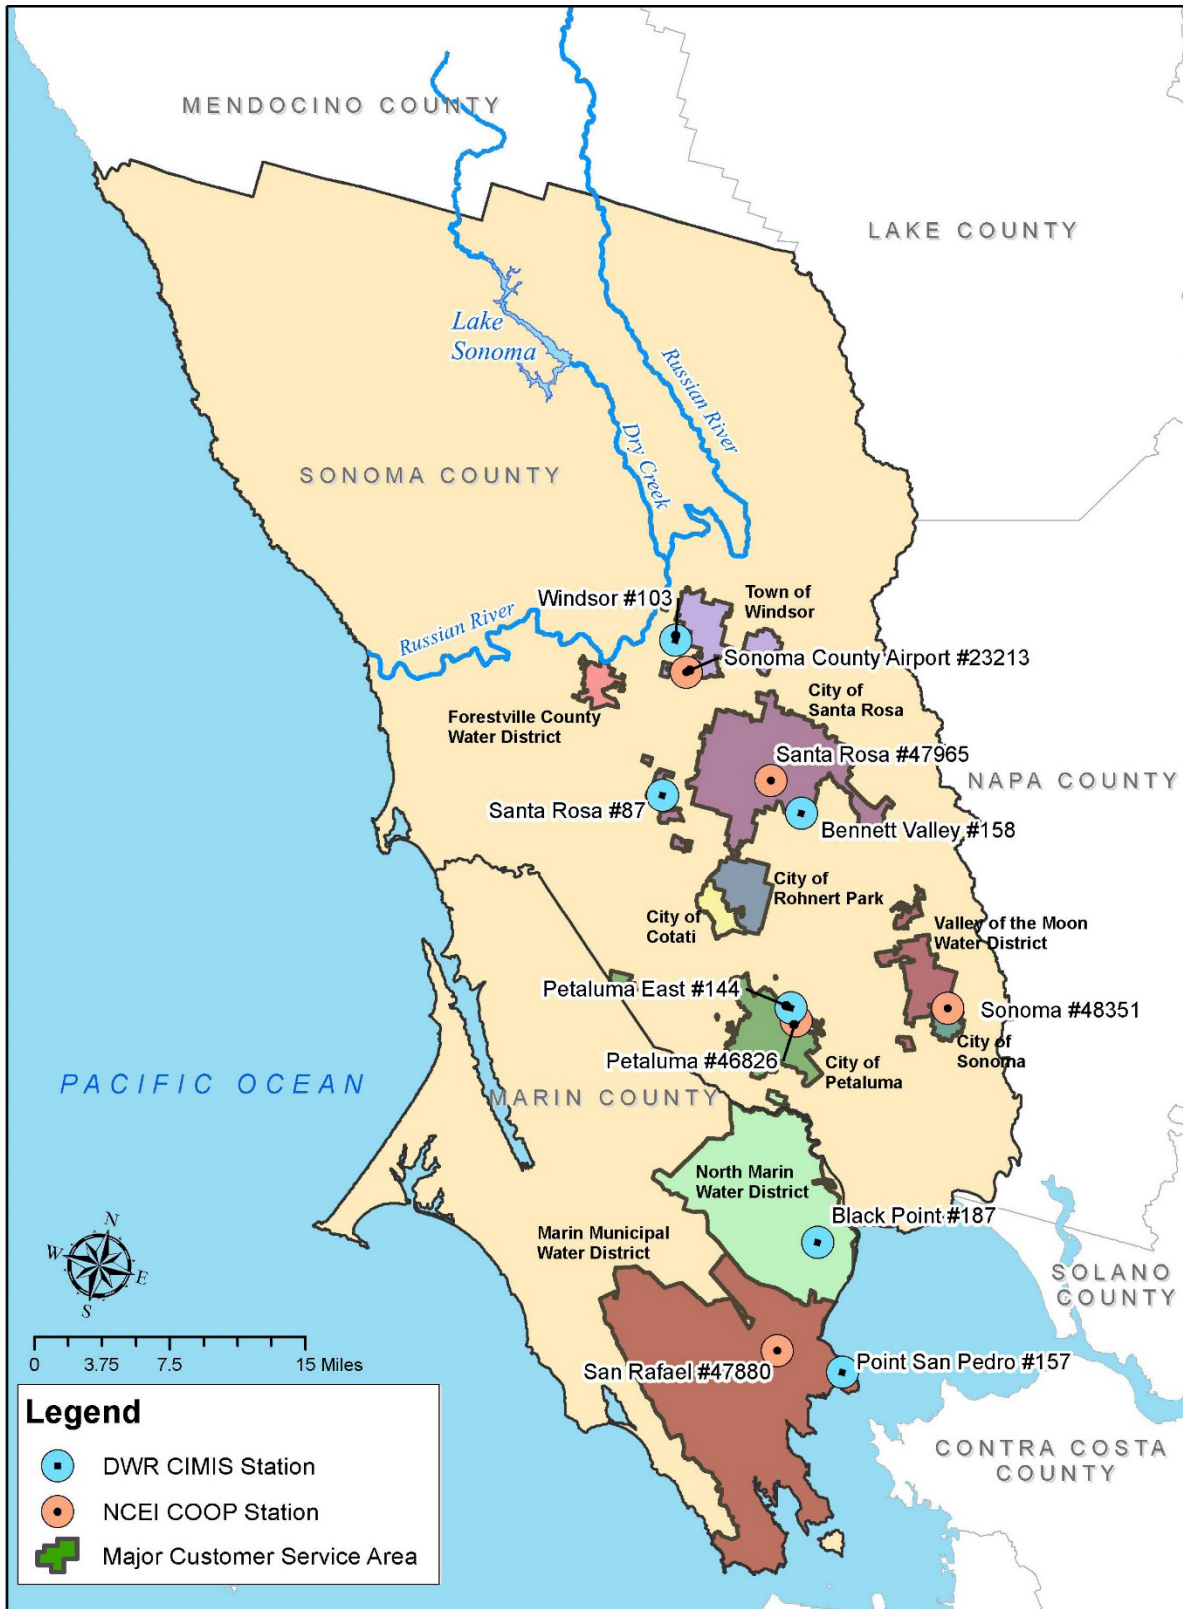 MENDOCINO COUNTY
LAKE COUNTY
Lake
Sonoma
Russian River
Dry Creek
SONOMA COUNTY
Windsor #103
Town of
Windsor
Russian River
Sonoma County Airport #23213
City of
Santa Rosa
Forestville County
Water District
Santa Rosa #47965
NAPA COUNTY
Santa Rosa #87
Bennett Valley #158
City of
Rohnert Park
City of
Cotati
Valley of the Moon
Water District
Petaluma East #144
Sonoma #48351
City of
Sonoma
Petaluma #46826
City of
Petaluma
PACIFIC OCEAN
MARIN COUNTY
North Marin
Water District
Black Point #187
Marin Municipal
Water District
N
W
E
S
SOLANO
COUNTY
0 3.75 7.5 15 Miles
San Rafael #47880
Point San Pedro #157
Legend
DWR CIMIS Station
NCEI COOP Station
Major Customer Service Area
CONTRA COSTA
COUNTY